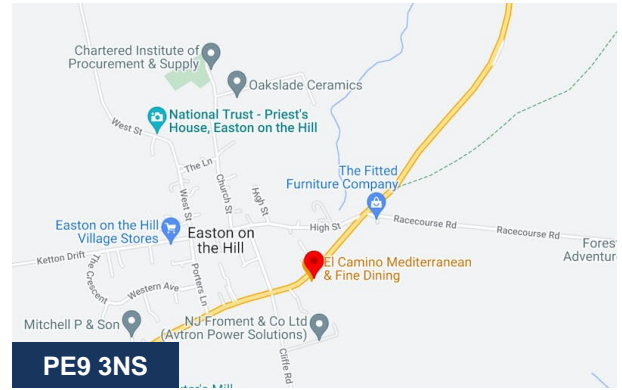 Chartered Institute of
Procurement & Supply
Oakslade Ceramics
National Trust - Priest's
House, Easton on the Hill
West St
The Ln
The Fitted
Furniture Company
West St
Church St
High St
High St
Racecourse Rd
Racecourse Rd
Easton on the Hill
Village Stores
Easton on
the Hill
Forest
Adventure
Ketton Drift
The Crescent
El Camino Mediterranean
& Fine Dining
Western Ave
Porters Ln
Mitchell P & Son
NJ Froment & Co Ltd
(Avtron Power Solutions)
Cliffe Rd
PE9 3NS